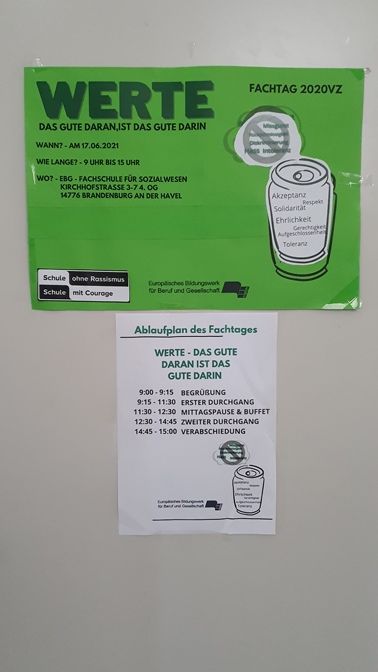 WERTE
FACHTAG 2020VZ
DAS GUTE DARAN,IST DAS GUTE DARIN
WANN? - AM 17.06.2021
WIE LANGE? - 9 UHR BIS 15 UHR
WO? - EBG - FACHSCHULE FÜR SOZIALWESEN
KIRCHHOFSTRASSE 3-7 4. OG
14776 BRANDENBURG AN DER HAVEL
Akzeptanz
Respekt
Solidarität
Ehrlichkeit
Gerechtigkeit
Aufgeschlossenheit
Toleranz
Schule ohne Rassismus
Schule mit Courage
Europäisches Bildungswerk
für Beruf und Gesellschaft
Ablaufplan des Fachtages
WERTE - DAS GUTE
DARAN IST DAS
GUTE DARIN
9:00 - 9:15 BEGRÜßUNG
9:15 - 11:30 ERSTER DURCHGANG
11:30 - 12:30 MITTAGSPAUSE & BUFFET
12:30 - 14:45 ZWEITER DURCHGANG
14:45 - 15:00 VERABSCHIEDUNG
Europäisches Bildungswerk
für Beruf und Gesellschaft